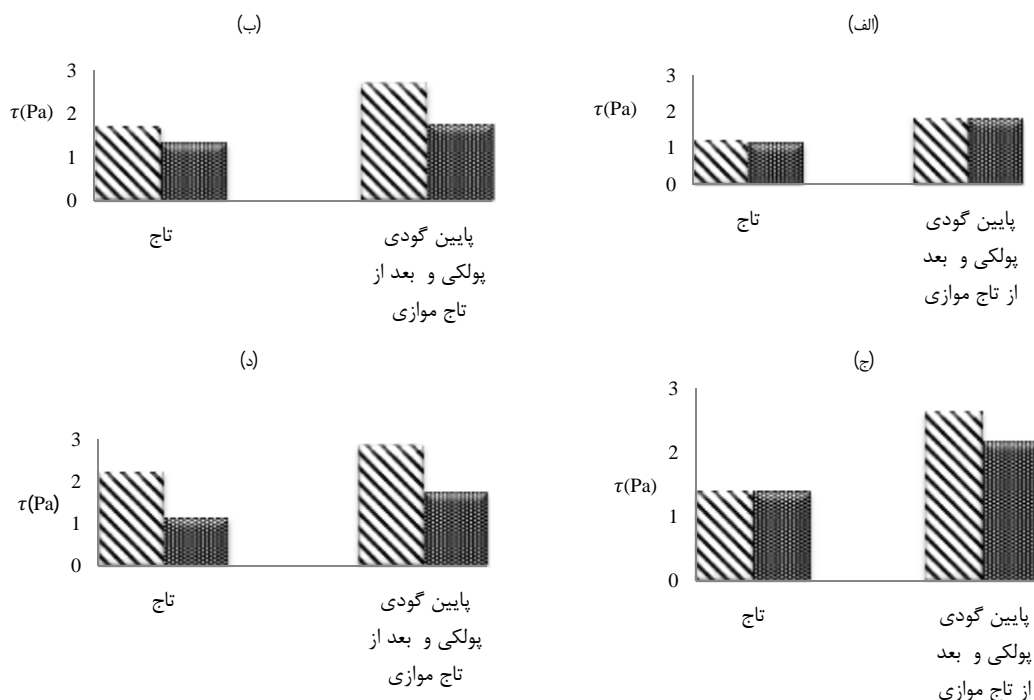 (الف)
3
2
1
0
τ(Pa)
تاج
پایین گودی
پولکی و بعد
از تاج موازی
(ب)
3
2
1
0
τ(Pa)
تاج
پایین گودی
پولکی و بعد از
تاج موازی
(ج)
3
2
1
0
τ(Pa)
تاج
پایین گودی
پولکی و بعد
از تاج موازی
(د)
3
2
1
0
τ(Pa)
تاج
پایین گودی
پولکی و بعد از
تاج موازی